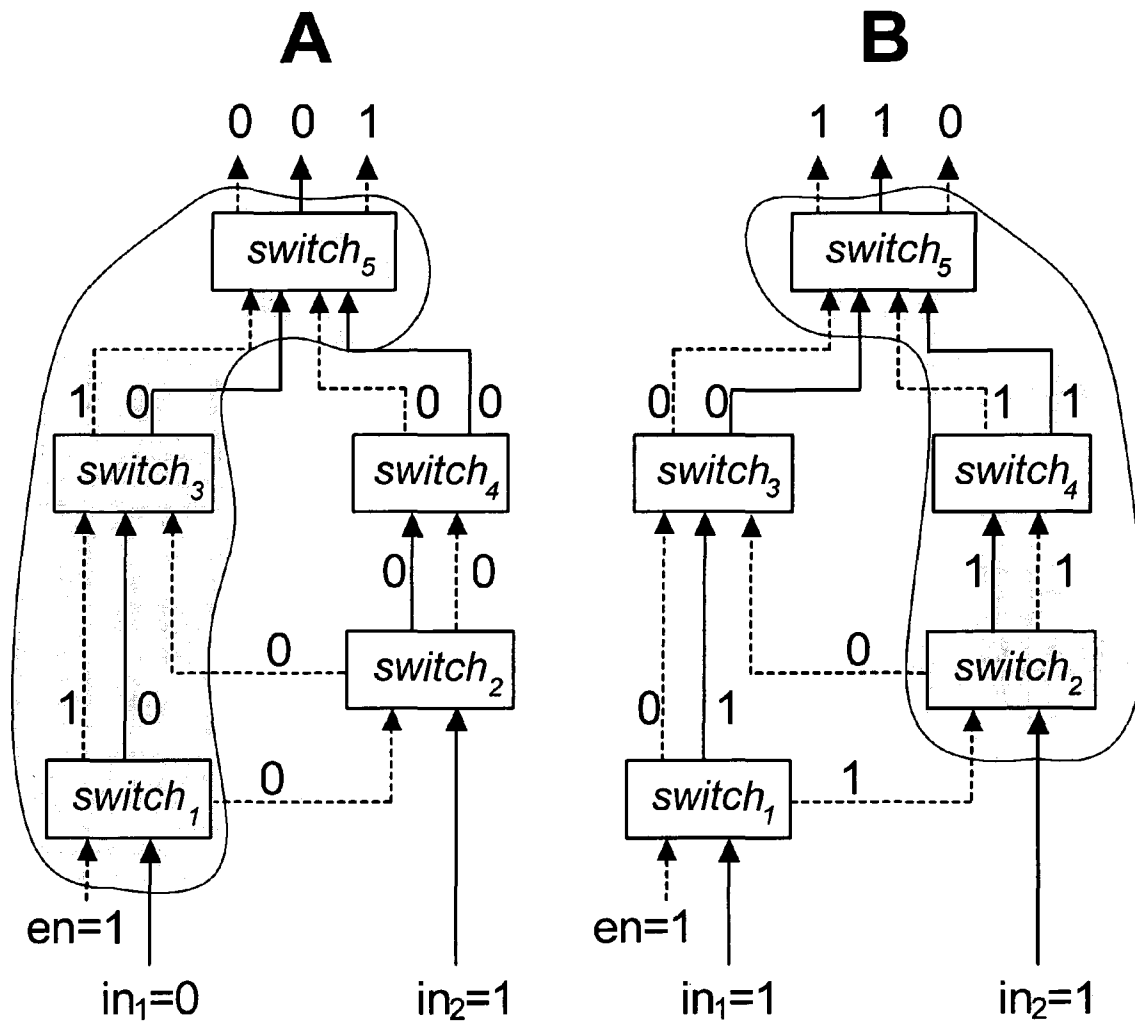 A B
0 0 1 1 1 0
switch5 switch5
1 0 0 0 0 0 1 1
switch3 switch4 switch3 switch4
0 0 1 1
0 0
switch2 switch2
1 0 0 1
0 1
switch1 switch1
en=1 en=1
in1=0 in2=1 in1=1 in2=1